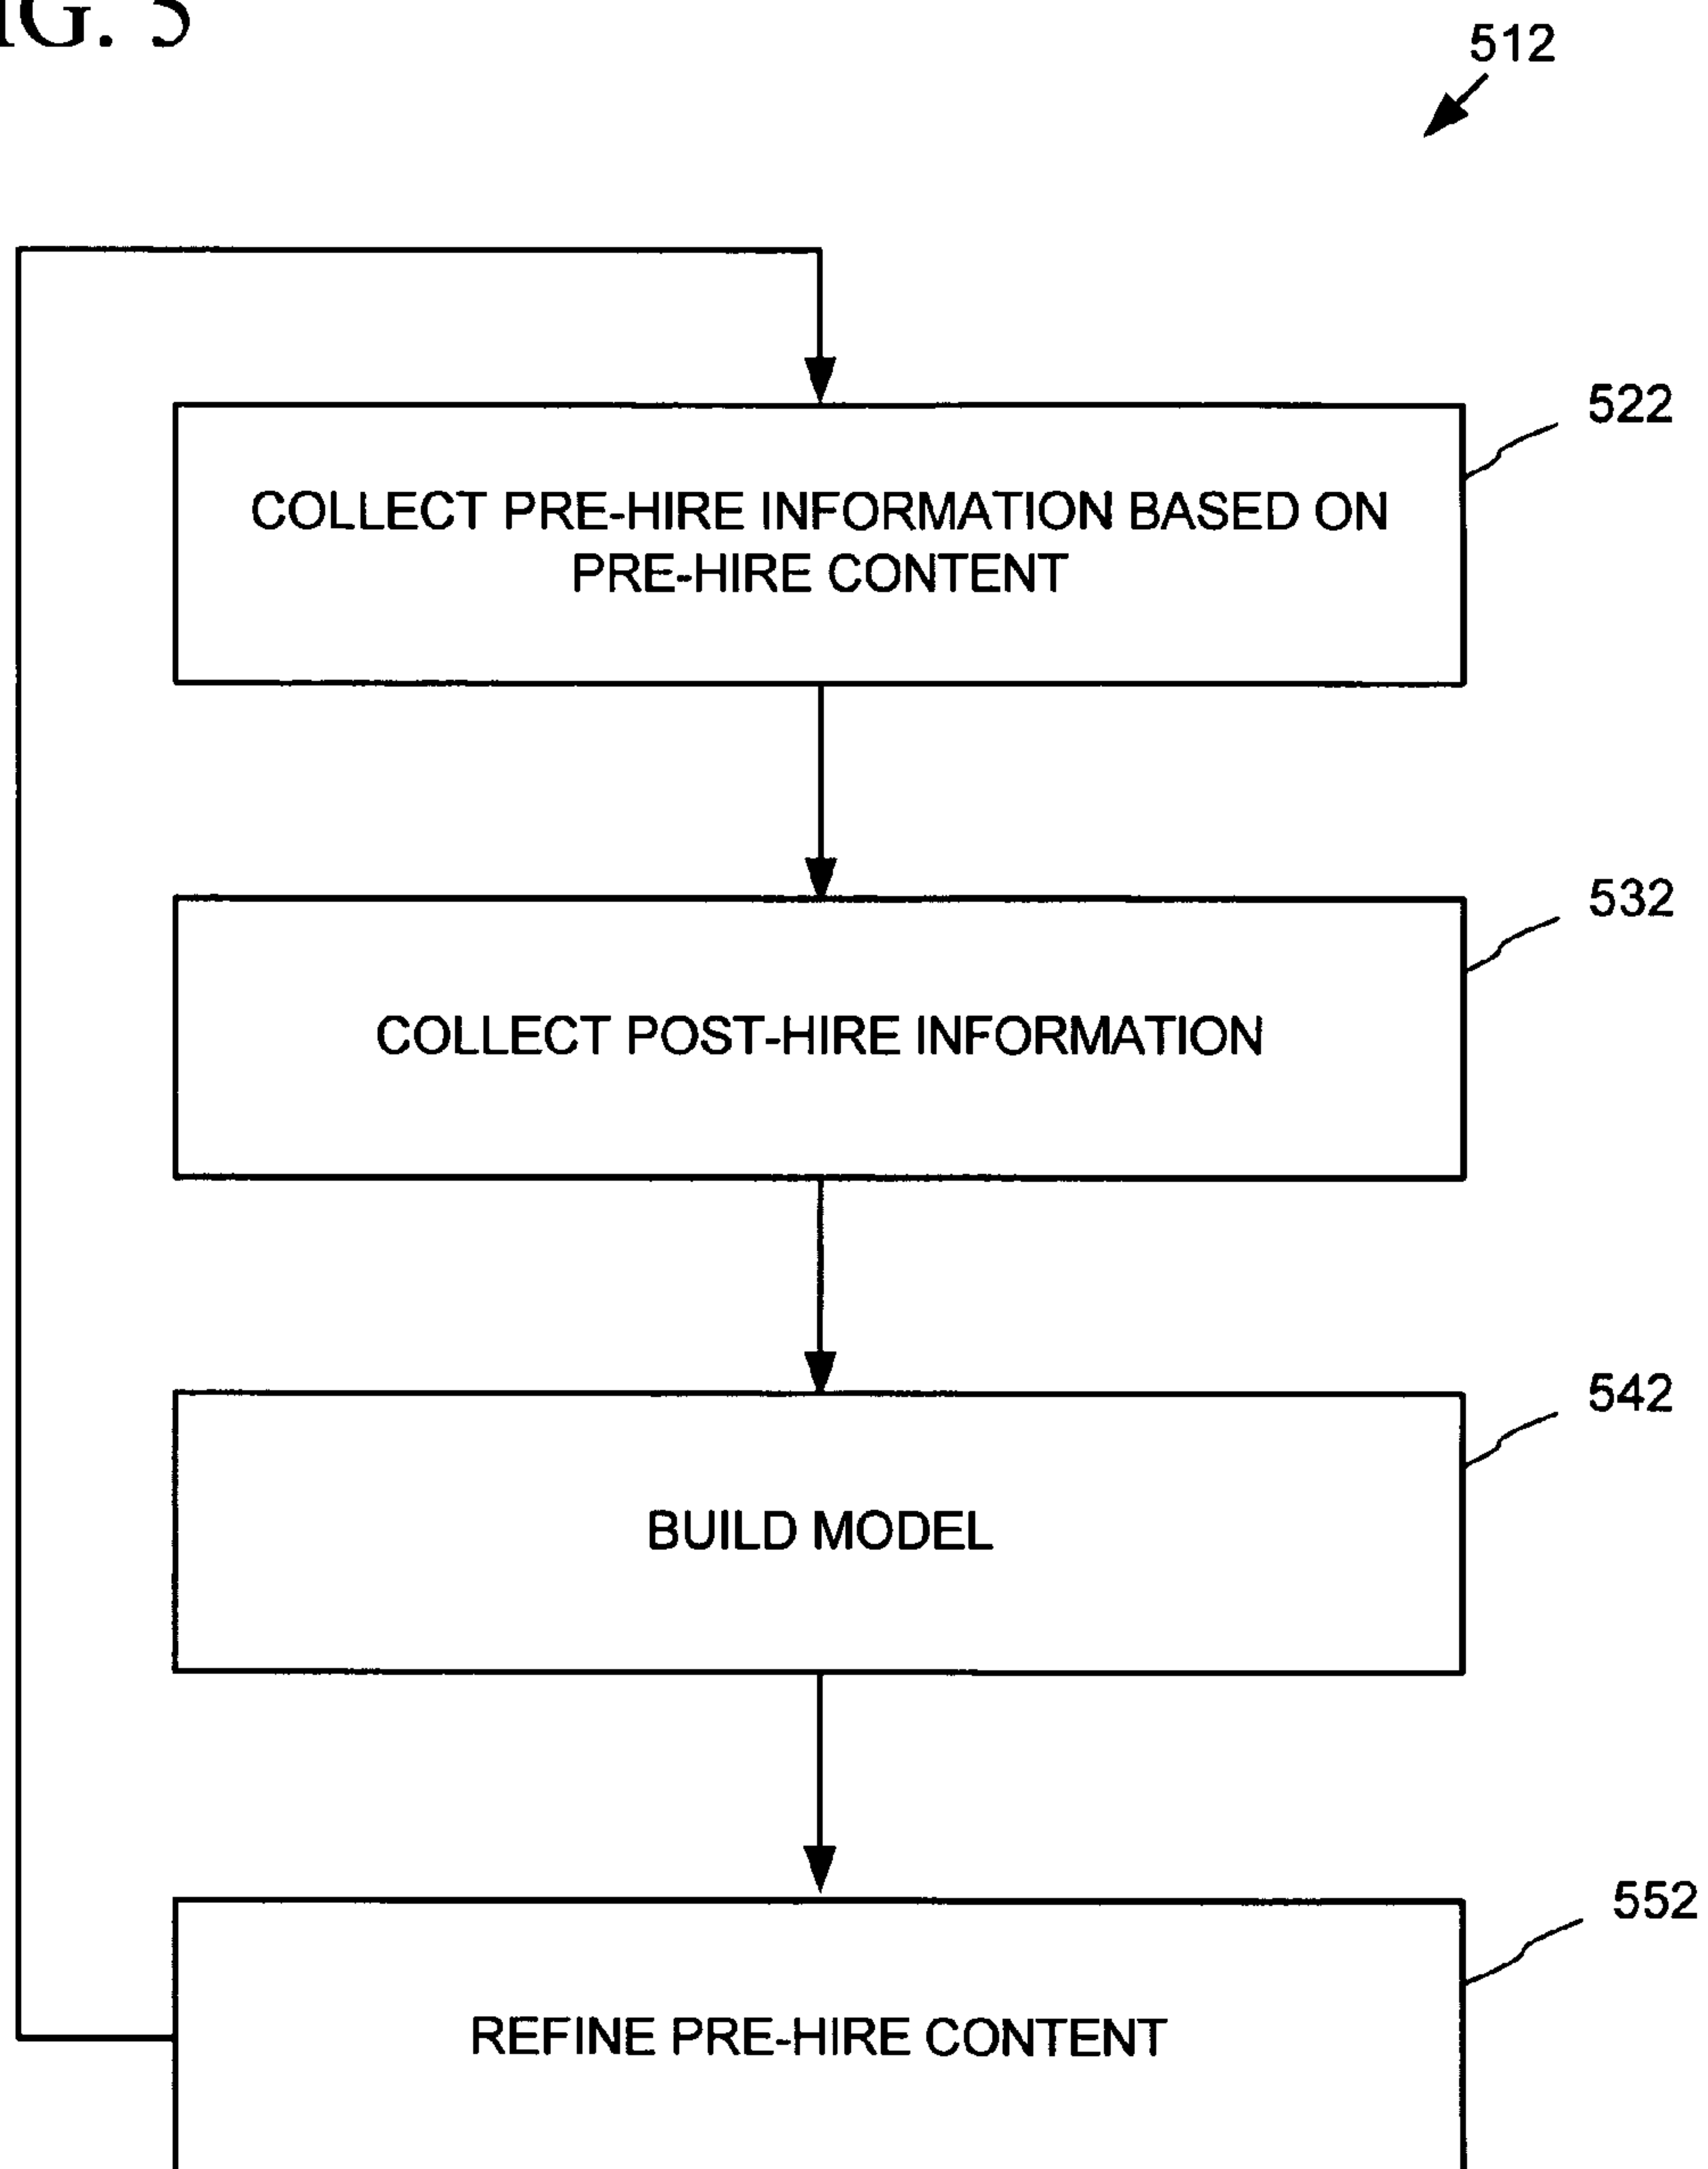 IG. 5
512
522
COLLECT PRE-HIRE INFORMATION BASED ON
PRE-HIRE CONTENT
532
COLLECT POST-HIRE INFORMATION
542
BUILD MODEL
552
REFINE PRE-HIRE CONTENT